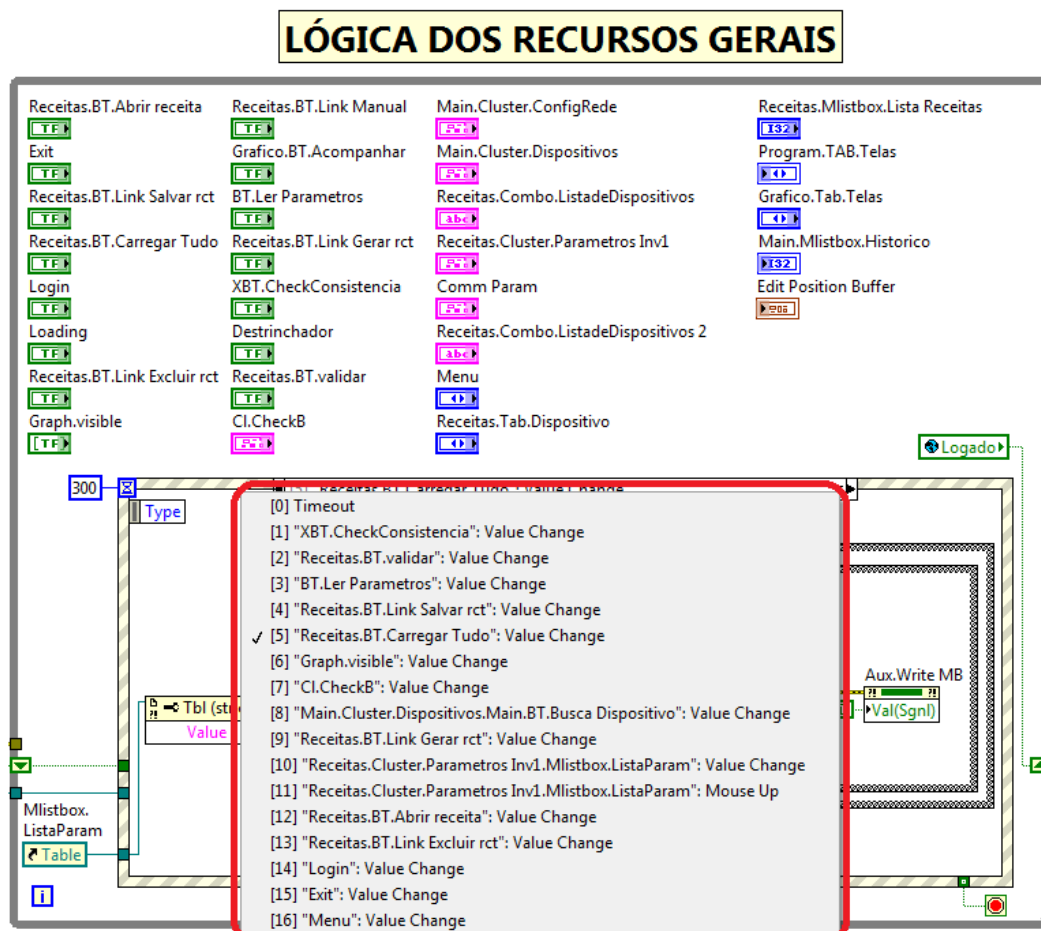 LÓGICA DOS RECURSOS GERAIS
Receitas.BT.Abrir receita
TF
Exit
TF
Receitas.BT.Link Salvar rct
TF
Receitas.BT.Carregar Tudo
TF
Login
TF
Loading
TF
Receitas.BT.Link Excluir rct
TF
Graph.visible
[TF]
Receitas.BT.Link Manual
TF
Grafico.BT.Acompanhar
TF
BT.Ler Parametros
TF
Receitas.BT.Link Gerar rct
TF
XBT.CheckConsistencia
TF
Destrinchador
TF
Receitas.BT.validar
TF
Cl.CheckB
Main.Cluster.ConfigRede
Main.Cluster.Dispositivos
Receitas.Combo.ListadeDispositivos
abc
Receitas.Cluster.Parametros Inv1
Comm Param
Receitas.Combo.ListadeDispositivos 2
abc
Menu
Receitas.Tab.Dispositivo
Receitas.Mlistbox.Lista Receitas
I32
Program.TAB.Telas
Grafico.Tab.Telas
Main.Mlistbox.Historico
I32
Edit Position Buffer
Logado
300
Type
[0] Timeout
[1] "XBT.CheckConsistencia": Value Change
[2] "Receitas.BT.validar": Value Change
[3] "BT.Ler Parametros": Value Change
[4] "Receitas.BT.Link Salvar rct": Value Change
[5] "Receitas.BT.Carregar Tudo": Value Change
[6] "Graph.visible": Value Change
[7] "Cl.CheckB": Value Change
[8] "Main.Cluster.Dispositivos.Main.BT.Busca Dispositivo": Value Change
[9] "Receitas.BT.Link Gerar rct": Value Change
[10] "Receitas.Cluster.Parametros Inv1.Mlistbox.ListaParam": Value Change
[11] "Receitas.Cluster.Parametros Inv1.Mlistbox.ListaParam": Mouse Up
[12] "Receitas.BT.Abrir receita": Value Change
[13] "Receitas.BT.Link Excluir rct": Value Change
[14] "Login": Value Change
[15] "Exit": Value Change
[16] "Menu": Value Change
Tbl (str
Value
Aux.Write MB
Val(Sgnl)
Mlistbox.
ListaParam
Table
i